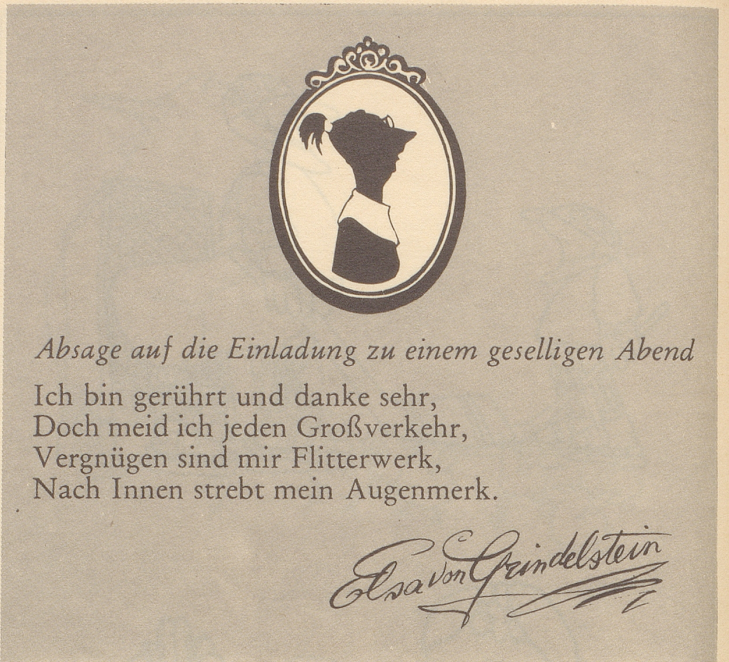 Absage auf die Einladung zu einem geselligen Abend
Ich bin gerührt und danke sehr,
Doch meid ich jeden Großverkehr,
Vergnügen sind mir Flitterwerk,
Nach Innen strebt mein Augenmerk.
Elsa von Grindelstein